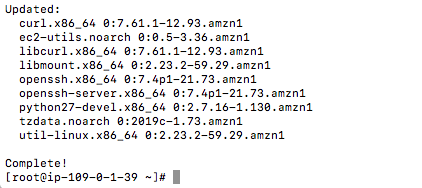 Updated:
  curl.x86_64 0:7.61.1-12.93.amzn1
  ec2-utils.noarch 0:0.5-3.36.amzn1
  libcurl.x86_64 0:7.61.1-12.93.amzn1
  libmount.x86_64 0:2.23.2-59.29.amzn1
  openssh.x86_64 0:7.4p1-21.73.amzn1
  openssh-server.x86_64 0:7.4p1-21.73.amzn1
  python27-devel.x86_64 0:2.7.16-1.130.amzn1
  tzdata.noarch 0:2019c-1.73.amzn1
  util-linux.x86_64 0:2.23.2-59.29.amzn1

Complete!
[root@ip-109-0-1-39 ~]#